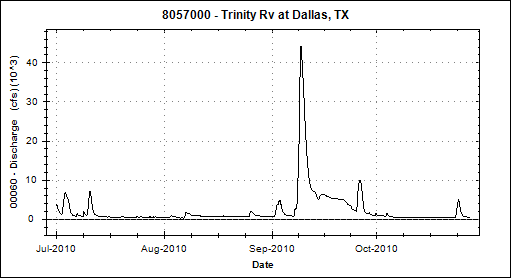 8057000 - Trinity Rv at Dallas, TX
00060 - Discharge (cfs) (10^3)
40
30
20
10
0
Jul-2010 Aug-2010 Sep-2010 Oct-2010
Date